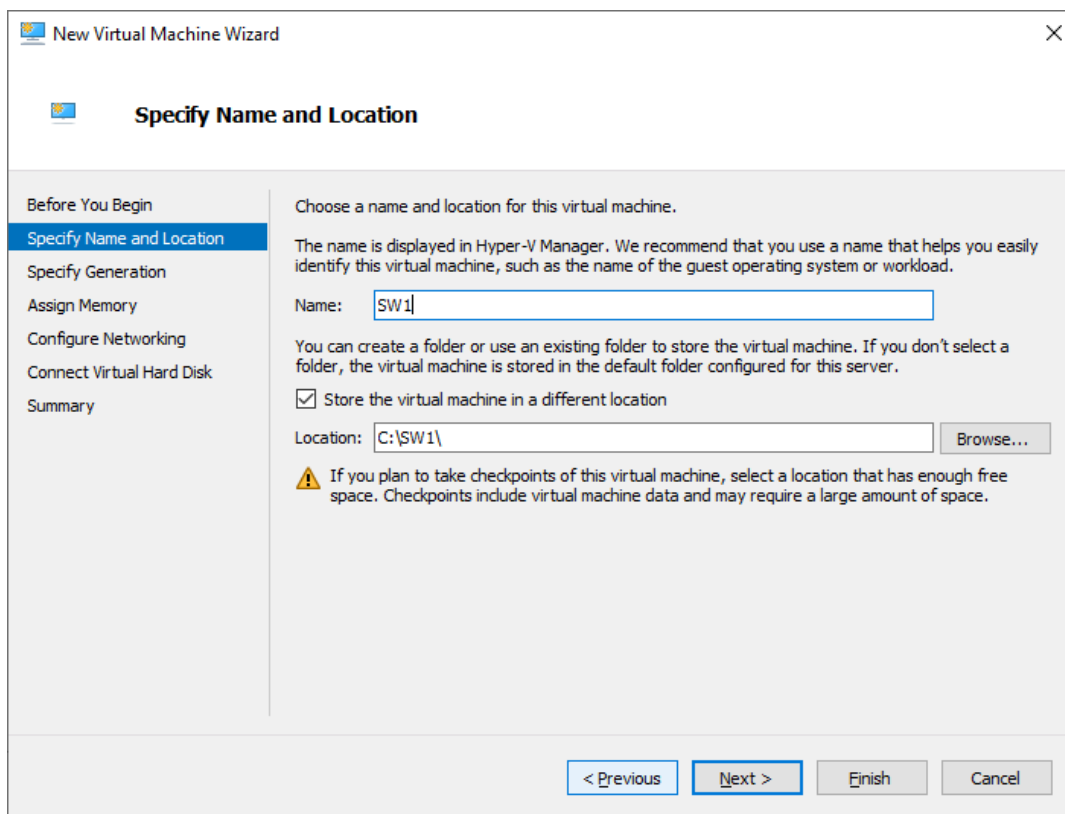 New Virtual Machine Wizard
Specify Name and Location
Before You Begin
Specify Name and Location
Specify Generation
Assign Memory
Configure Networking
Connect Virtual Hard Disk
Summary
Choose a name and location for this virtual machine.
The name is displayed in Hyper-V Manager. We recommend that you use a name that helps you easily
identify this virtual machine, such as the name of the guest operating system or workload.
Name: SW1
You can create a folder or use an existing folder to store the virtual machine. If you don't select a
folder, the virtual machine is stored in the default folder configured for this server.
Store the virtual machine in a different location
Location: C:\SW1\ Browse...
If you plan to take checkpoints of this virtual machine, select a location that has enough free
space. Checkpoints include virtual machine data and may require a large amount of space.
< Previous Next > Finish Cancel